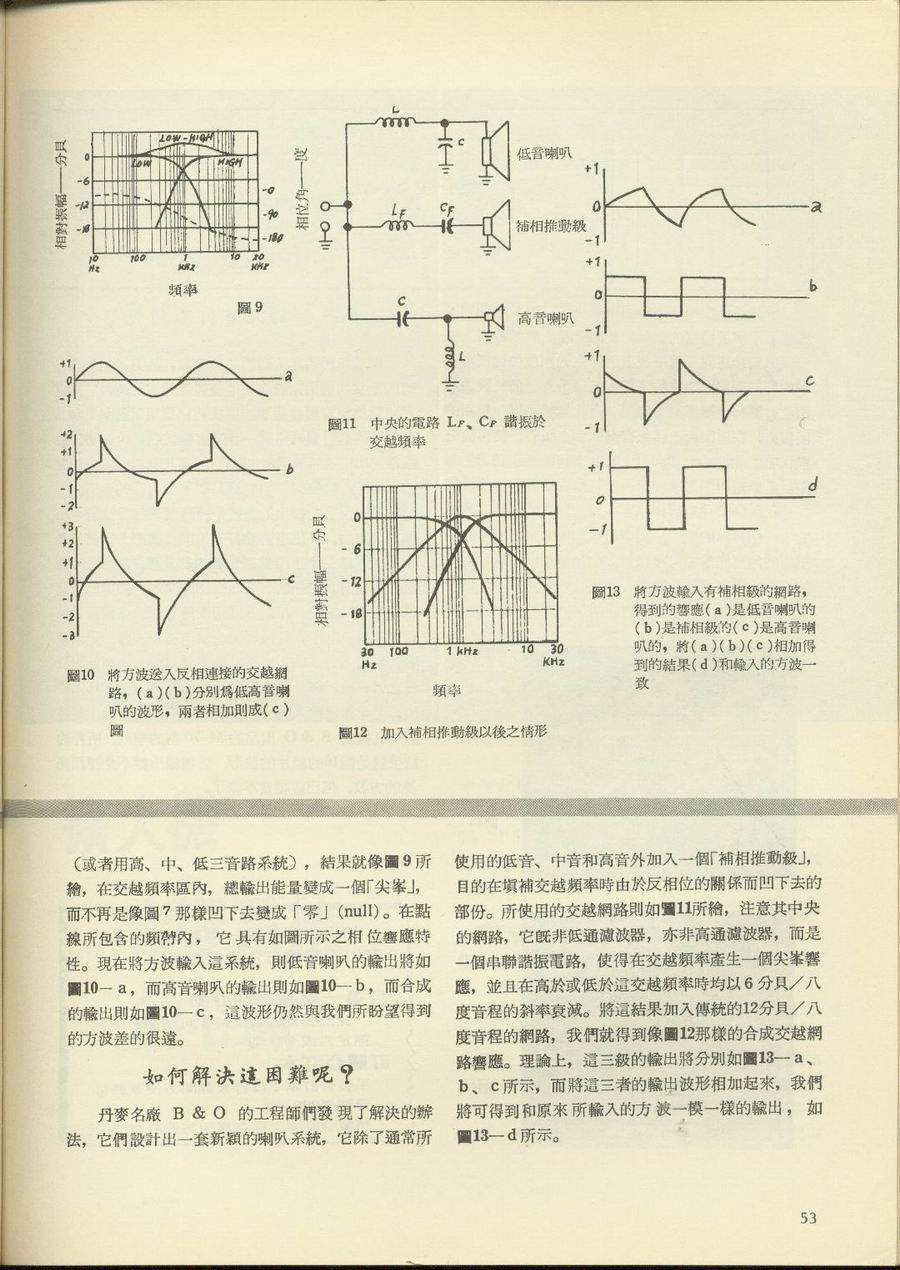 LOW-HIGH
LOW
HIGH
0
-6
-12
-18
-0
-90
-180
相對振幅——分貝
相位角——度
10 Hz
100
1 KHz
10
20 KHz
頻率
圖9
L
C
低音喇叭
LF
CF
補相推動級
C
高音喇叭
L
圖11 中央的電路 LF、CF 諧振於
交越頻率
+1
0
-1
a
+2
+1
0
-1
-2
b
+3
+2
+1
0
-1
-2
-3
c
圖10 將方波送入反相連接的交越網
路，(a)(b)分別爲低高音喇
叭的波形，兩者相加則成(c)
圖
相對振幅——分貝
0
-6
-12
-18
30 Hz
100
1 kHz
10
30 KHz
頻率
圖12 加入補相推動級以後之情形
+1
0
-1
a
+1
0
-1
b
+1
0
-1
c
+1
0
-1
d
圖13 將方波輸入有補相級的網路，
得到的響應(a)是低音喇叭的
(b)是補相級的(c)是高音喇
叭的，將(a)(b)(c)相加得
到的結果(d)和輸入的方波一
致
（或者用高、中、低三音路系統），結果就像圖9所
繪，在交越頻率區內，總輸出能量變成一個「尖峯」，
而不再是像圖7那樣凹下去變成「零」(null)。在點
線所包含的頻帶內，它具有如圖所示之相位響應特
性。現在將方波輸入這系統，則低音喇叭的輸出將如
圖10—a，而高音喇叭的輸出則如圖10—b，而合成
的輸出則如圖10—c，這波形仍然與我們所盼望得到
的方波差的很遠。
如何解決這困難呢？
丹麥名廠 B & O 的工程師們發現了解決的辦
法，它們設計出一套新穎的喇叭系統，它除了通常所
使用的低音、中音和高音外加入一個「補相推動級」，
目的在塡補交越頻率時由於反相位的關係而凹下去的
部份。所使用的交越網路則如圖11所繪，注意其中央
的網路，它旣非低通濾波器，亦非高通濾波器，而是
一個串聯諧振電路，使得在交越頻率產生一個尖峯響
應，並且在高於或低於這交越頻率時均以6分貝／八
度音程的斜率衰減。將這結果加入傳統的12分貝／八
度音程的網路，我們就得到像圖12那樣的合成交越網
路響應。理論上，這三級的輸出將分別如圖13—a、
b、c所示，而將這三者的輸出波形相加起來，我們
將可得到和原來所輸入的方波一模一樣的輸出，如
圖13—d所示。
53